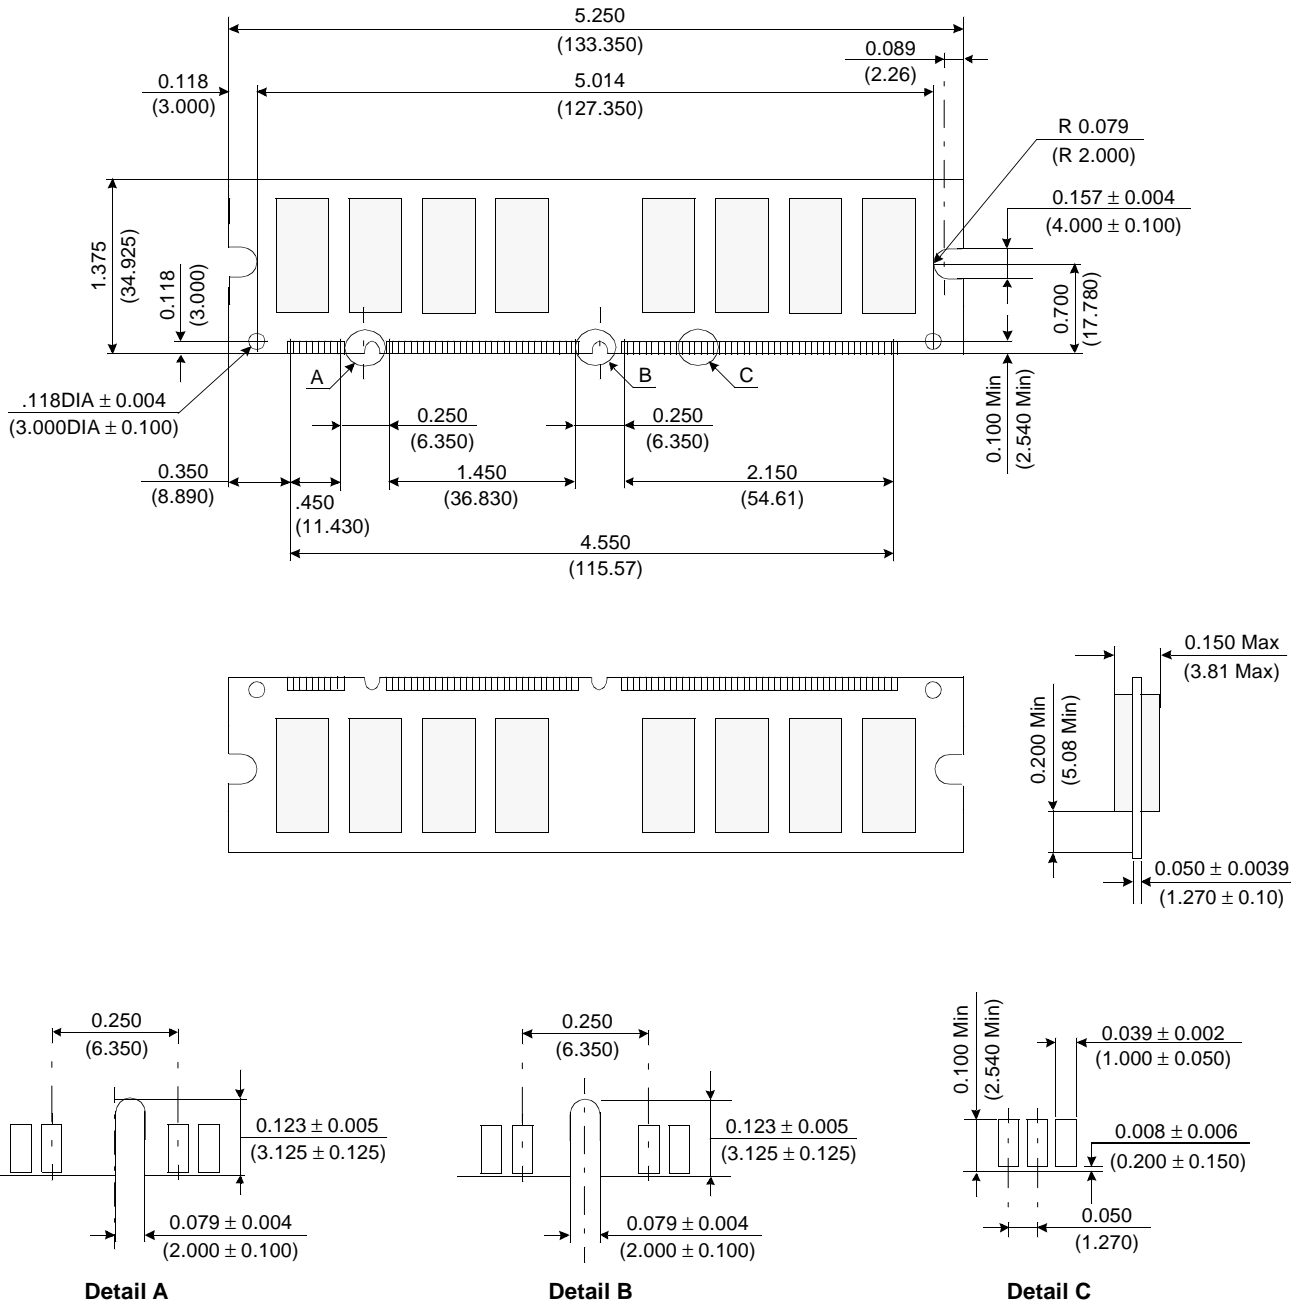 5.250
(133.350)
0.089
(2.26)
0.118
(3.000)
5.014
(127.350)
R 0.079
(R 2.000)
0.157 ± 0.004
(4.000 ± 0.100)
1.375
(34.925)
0.118
(3.000)
0.700
(17.780)
A
B
C
.118DIA ± 0.004
(3.000DIA ± 0.100)
0.250
(6.350)
0.250
(6.350)
0.100 Min
(2.540 Min)
0.350
(8.890)
.450
(11.430)
1.450
(36.830)
2.150
(54.61)
4.550
(115.57)
0.150 Max
(3.81 Max)
0.200 Min
(5.08 Min)
0.050 ± 0.0039
(1.270 ± 0.10)
0.250
(6.350)
0.123 ± 0.005
(3.125 ± 0.125)
0.079 ± 0.004
(2.000 ± 0.100)
Detail A
0.250
(6.350)
0.123 ± 0.005
(3.125 ± 0.125)
0.079 ± 0.004
(2.000 ± 0.100)
Detail B
0.100 Min
(2.540 Min)
0.039 ± 0.002
(1.000 ± 0.050)
0.008 ± 0.006
(0.200 ± 0.150)
0.050
(1.270)
Detail C